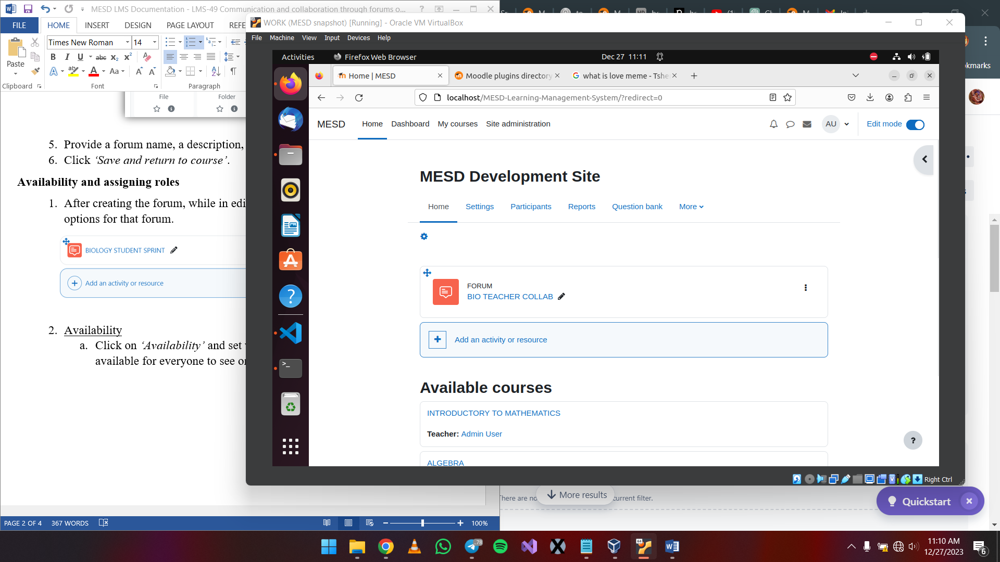 MESD LMS Documentation - LMS-49 Communication and collaboration through forums o...
FILE
HOME
INSERT
DESIGN
PAGE LAYOUT
REFE
Times New Roman
14
Paste
Clipboard
Font
Paragraph
File
Folder
5. Provide a forum name, a description,
6. Click ‘Save and return to course’.
Availability and assigning roles
1. After creating the forum, while in edi
options for that forum.
BIOLOGY STUDENT SPRINT
Add an activity or resource
2. Availability
a. Click on ‘Availability’ and set
available for everyone to see or
PAGE 2 OF 4
367 WORDS
100%
WORK (MESD snapshot) [Running] - Oracle VM VirtualBox
File
Machine
View
Input
Devices
Help
Activities
Firefox Web Browser
Dec 27 11:11
Home | MESD
Moodle plugins directory
what is love meme - Tshe
localhost/MESD-Learning-Management-System/?redirect=0
MESD
Home
Dashboard
My courses
Site administration
AU
Edit mode
MESD Development Site
Home
Settings
Participants
Reports
Question bank
More
FORUM
BIO TEACHER COLLAB
Add an activity or resource
Available courses
INTRODUCTORY TO MATHEMATICS
Teacher: Admin User
ALGEBRA
?
Right Ctrl
kmarks
There are no
More results
current filter.
Quickstart
11:10 AM
12/27/2023
6